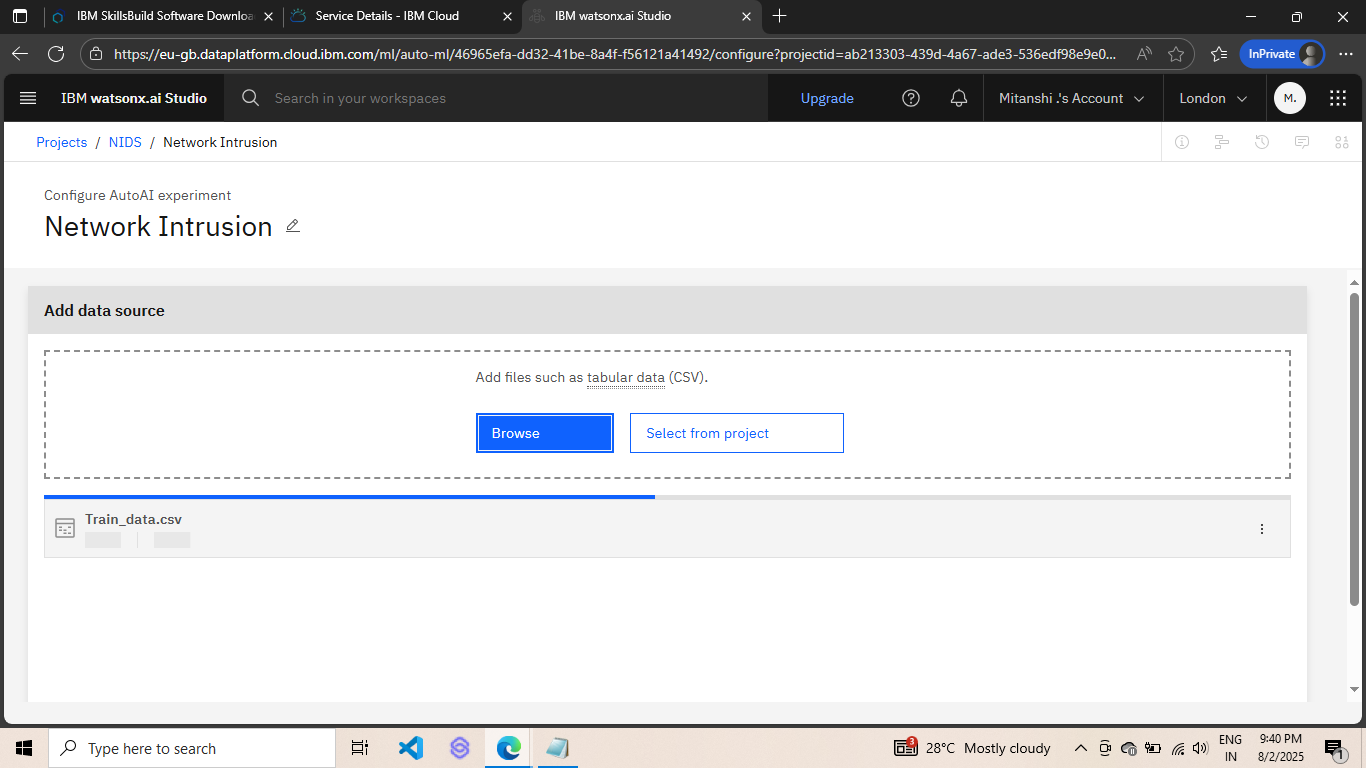 IBM SkillsBuild Software Downloa
Service Details - IBM Cloud
IBM watsonx.ai Studio
https://eu-gb.dataplatform.cloud.ibm.com/ml/auto-ml/46965efa-dd32-41be-8a4f-f56121a41492/configure?projectid=ab213303-439d-4a67-ade3-536edf98e9e0...
InPrivate
IBM watsonx.ai Studio
Search in your workspaces
Upgrade
Mitanshi .'s Account
London
M.
Projects / NIDS / Network Intrusion
Configure AutoAI experiment
Network Intrusion
Add data source
Add files such as tabular data (CSV).
Browse
Select from project
Train_data.csv
Type here to search
3
28°C Mostly cloudy
ENG
IN
9:40 PM
8/2/2025
1